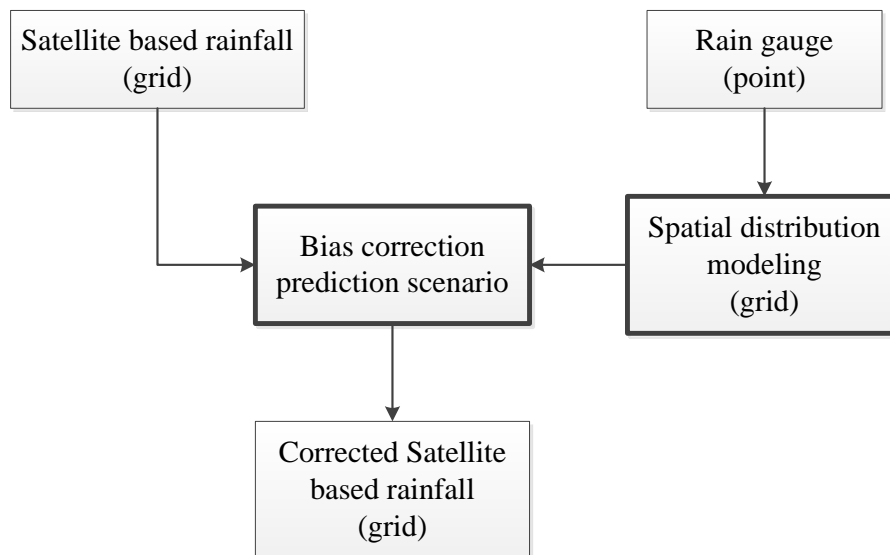 Satellite based rainfall
(grid)
Rain gauge
(point)
Spatial distribution
modeling
(grid)
Bias correction
prediction scenario
Corrected Satellite
based rainfall
(grid)